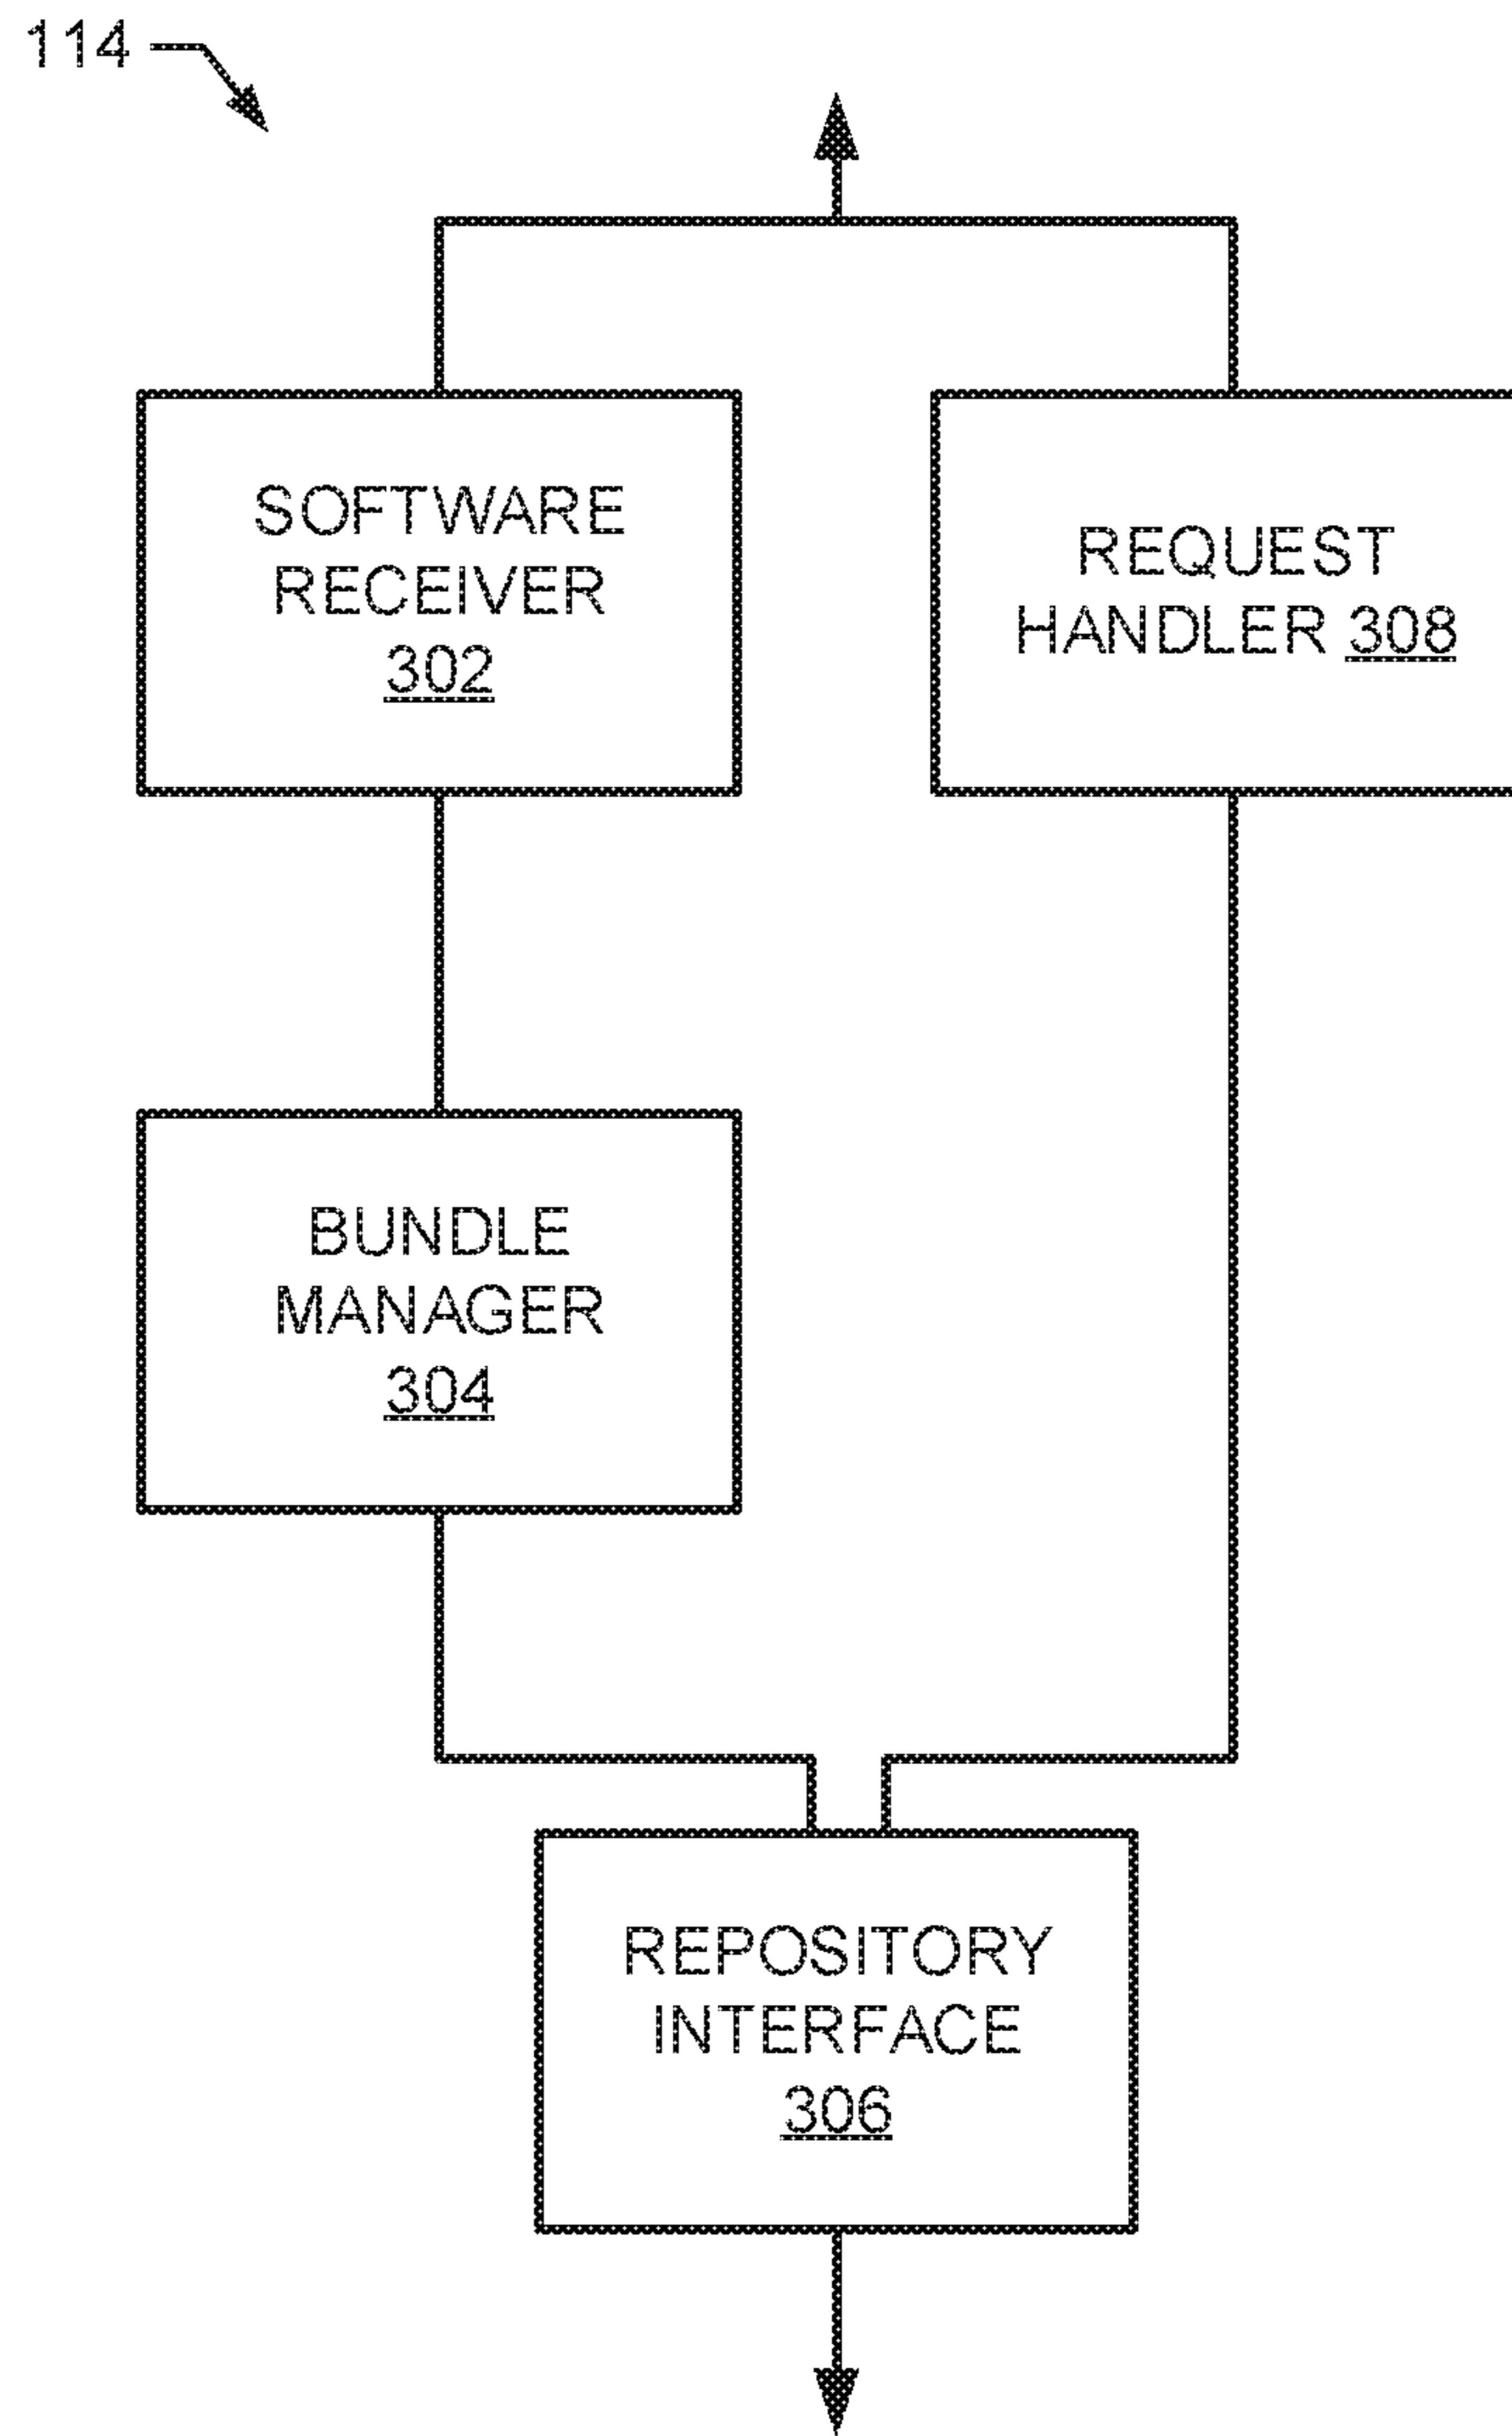 114
SOFTWARE
RECEIVER
302
REQUEST
HANDLER 308
BUNDLE
MANAGER
304
REPOSITORY
INTERFACE
306